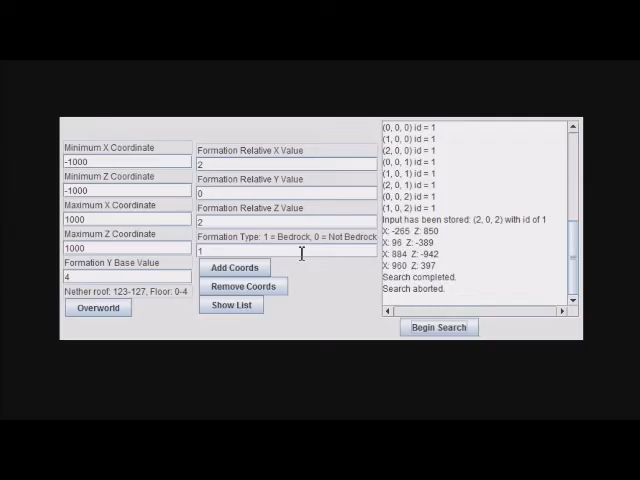 Minimum X Coordinate
-1000
Minimum Z Coordinate
-1000
Maximum X Coordinate
1000
Maximum Z Coordinate
1000
Formation Y Base Value
4
Nether roof: 123-127, Floor: 0-4
Overworld
Formation Relative X Value
2
Formation Relative Y Value
0
Formation Relative Z Value
2
Formation Type: 1 = Bedrock, 0 = Not Bedrock
1
Add Coords
Remove Coords
Show List
(0, 0, 0) id = 1
(1, 0, 0) id = 1
(2, 0, 0) id = 1
(0, 0, 1) id = 1
(1, 0, 1) id = 1
(2, 0, 1) id = 1
(0, 0, 2) id = 1
(1, 0, 2) id = 1
Input has been stored: (2, 0, 2) with id of 1
X: -265 Z: 850
X: 96 Z: -389
X: 884 Z: -942
X: 960 Z: 397
Search completed.
Search aborted.
Begin Search